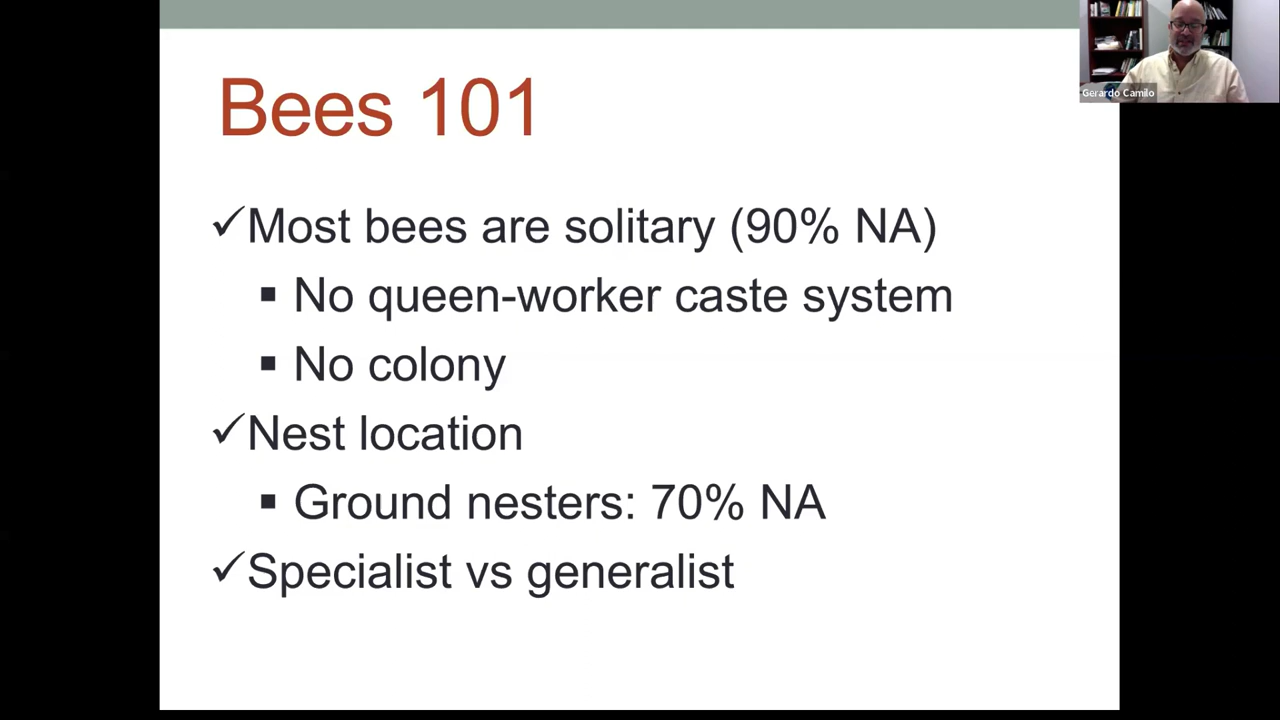 Bees 101
✓Most bees are solitary (90% NA)
▪ No queen-worker caste system
▪ No colony
✓Nest location
▪ Ground nesters: 70% NA
✓Specialist vs generalist
Gerardo Camilo